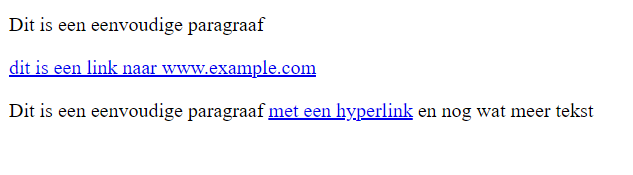 Dit is een eenvoudige paragraaf
dit is een link naar www.example.com
Dit is een eenvoudige paragraaf met een hyperlink en nog wat meer tekst